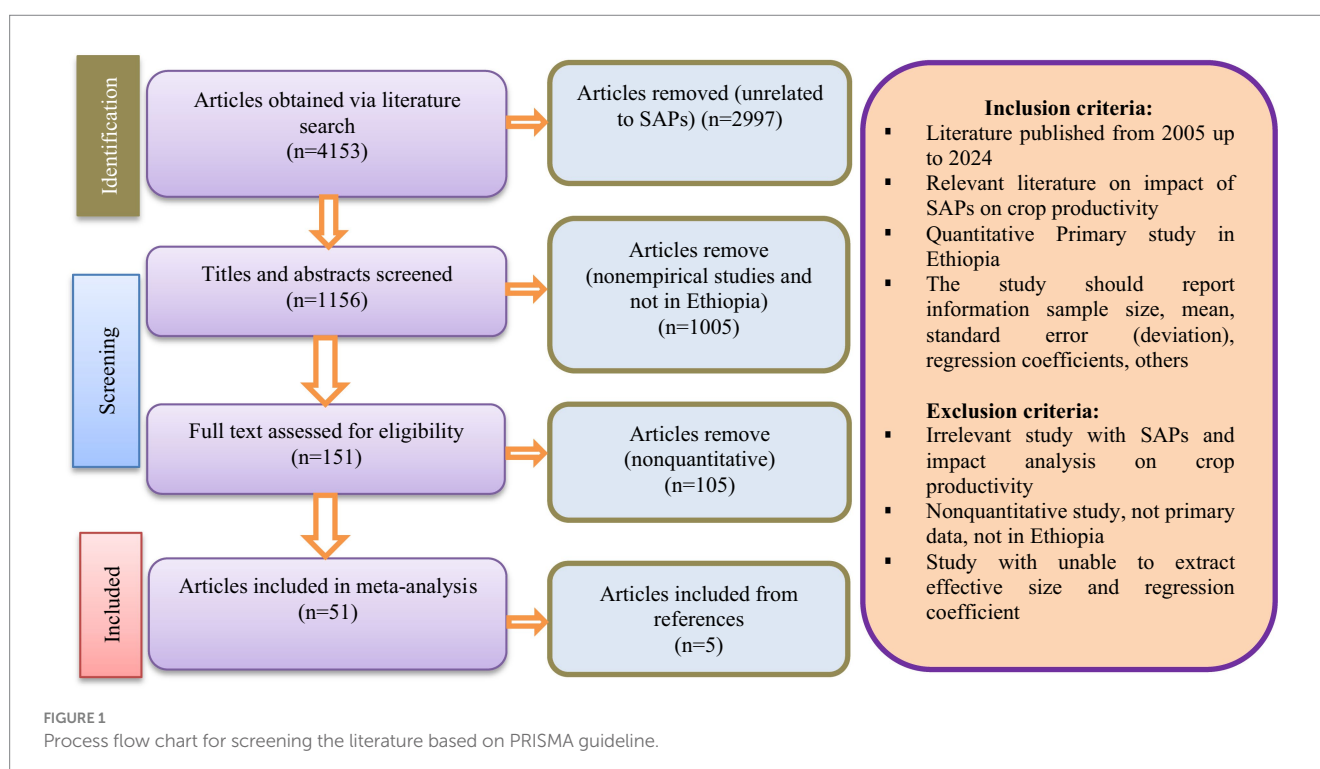 Identification
Articles obtained via literature
search
(n=4153)
Articles removed (unrelated
to SAPs) (n=2997)
Screening
Titles and abstracts screened
(n=1156)
Articles remove
(nonempirical studies and
not in Ethiopia)
(n=1005)
Full text assessed for eligibility
(n=151)
Articles remove
(nonquantitative)
(n=105)
Included
Articles included in meta-analysis
(n=51)
Articles included from
references
(n=5)
Inclusion criteria:
▪ Literature published from 2005 up
to 2024
▪ Relevant literature on impact of
SAPs on crop productivity
▪ Quantitative Primary study in
Ethiopia
▪ The study should report
information sample size, mean,
standard error (deviation),
regression coefficients, others
Exclusion criteria:
▪ Irrelevant study with SAPs and
impact analysis on crop
productivity
▪ Nonquantitative study, not primary
data, not in Ethiopia
▪ Study with unable to extract
effective size and regression
coefficient
FIGURE 1
Process flow chart for screening the literature based on PRISMA guideline.